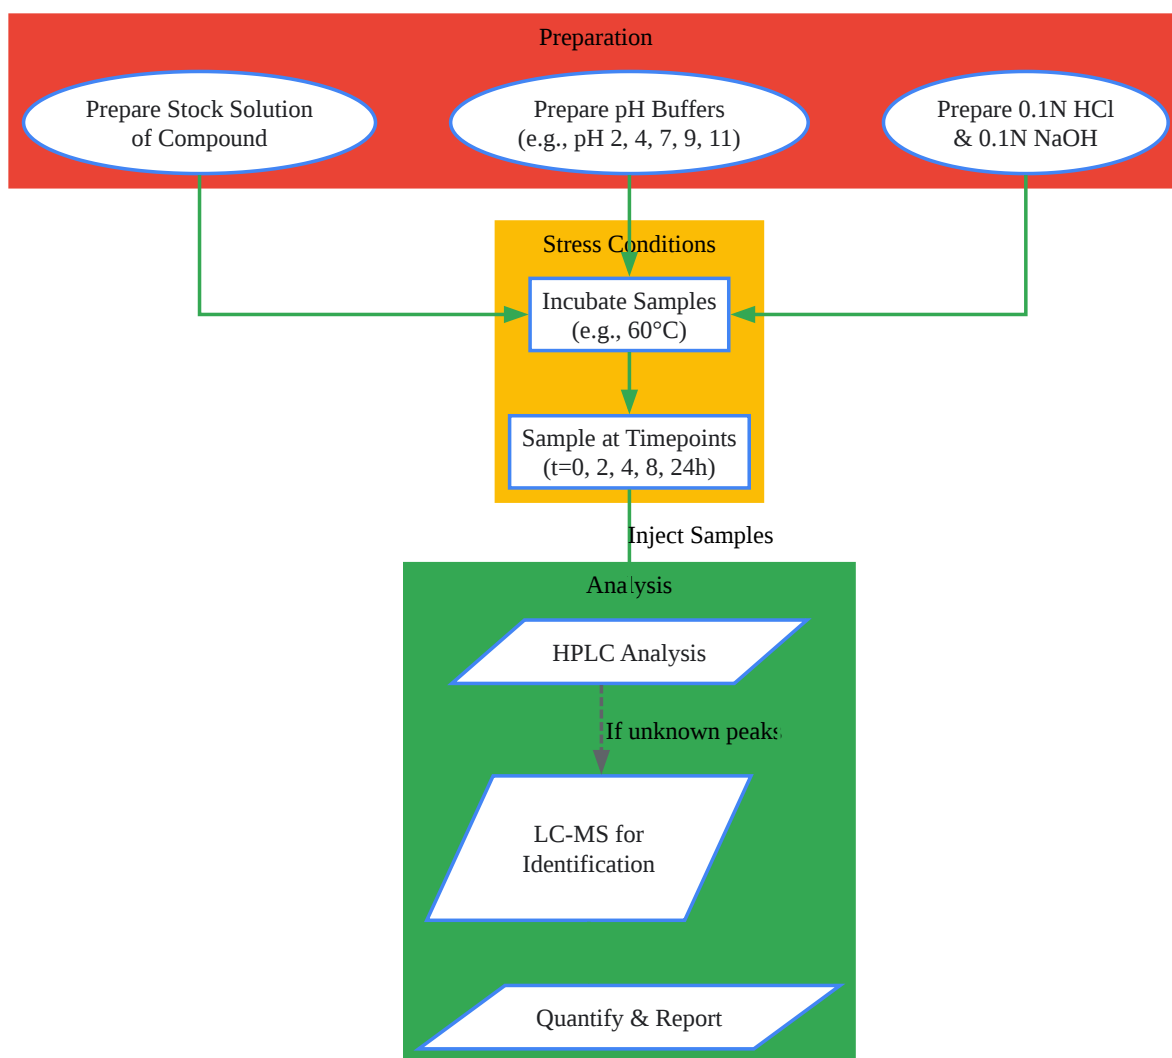 Preparation
Prepare Stock Solution
of Compound
Prepare pH Buffers
(e.g., pH 2, 4, 7, 9, 11)
Prepare 0.1N HCl
& 0.1N NaOH
Stress Conditions
Incubate Samples
(e.g., 60°C)
Sample at Timepoints
(t=0, 2, 4, 8, 24h)
Inject Samples
Analysis
HPLC Analysis
If unknown peaks
LC-MS for
Identification
Quantify & Report